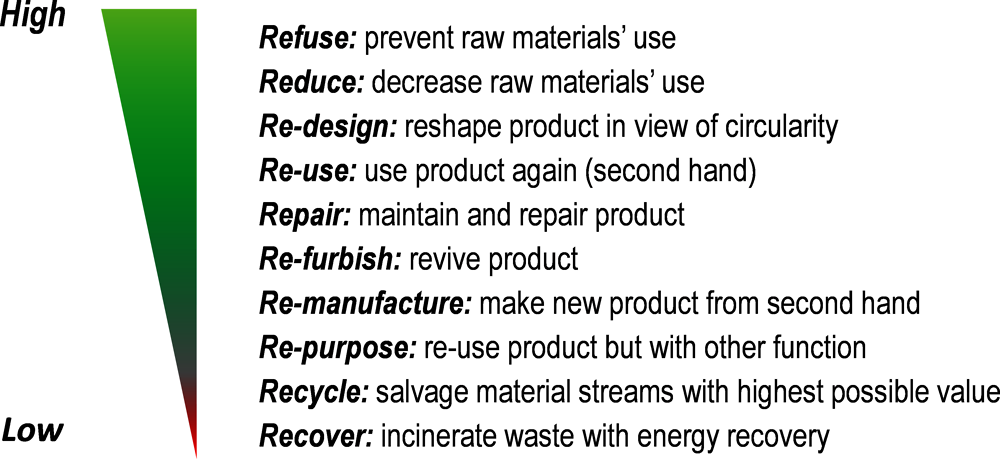 High
Refuse: prevent raw materials’ use
Reduce: decrease raw materials’ use
Re-design: reshape product in view of circularity
Re-use: use product again (second hand)
Repair: maintain and repair product
Re-furbish: revive product
Re-manufacture: make new product from second hand
Re-purpose: re-use product but with other function
Recycle: salvage material streams with highest possible value
Low
Recover: incinerate waste with energy recovery